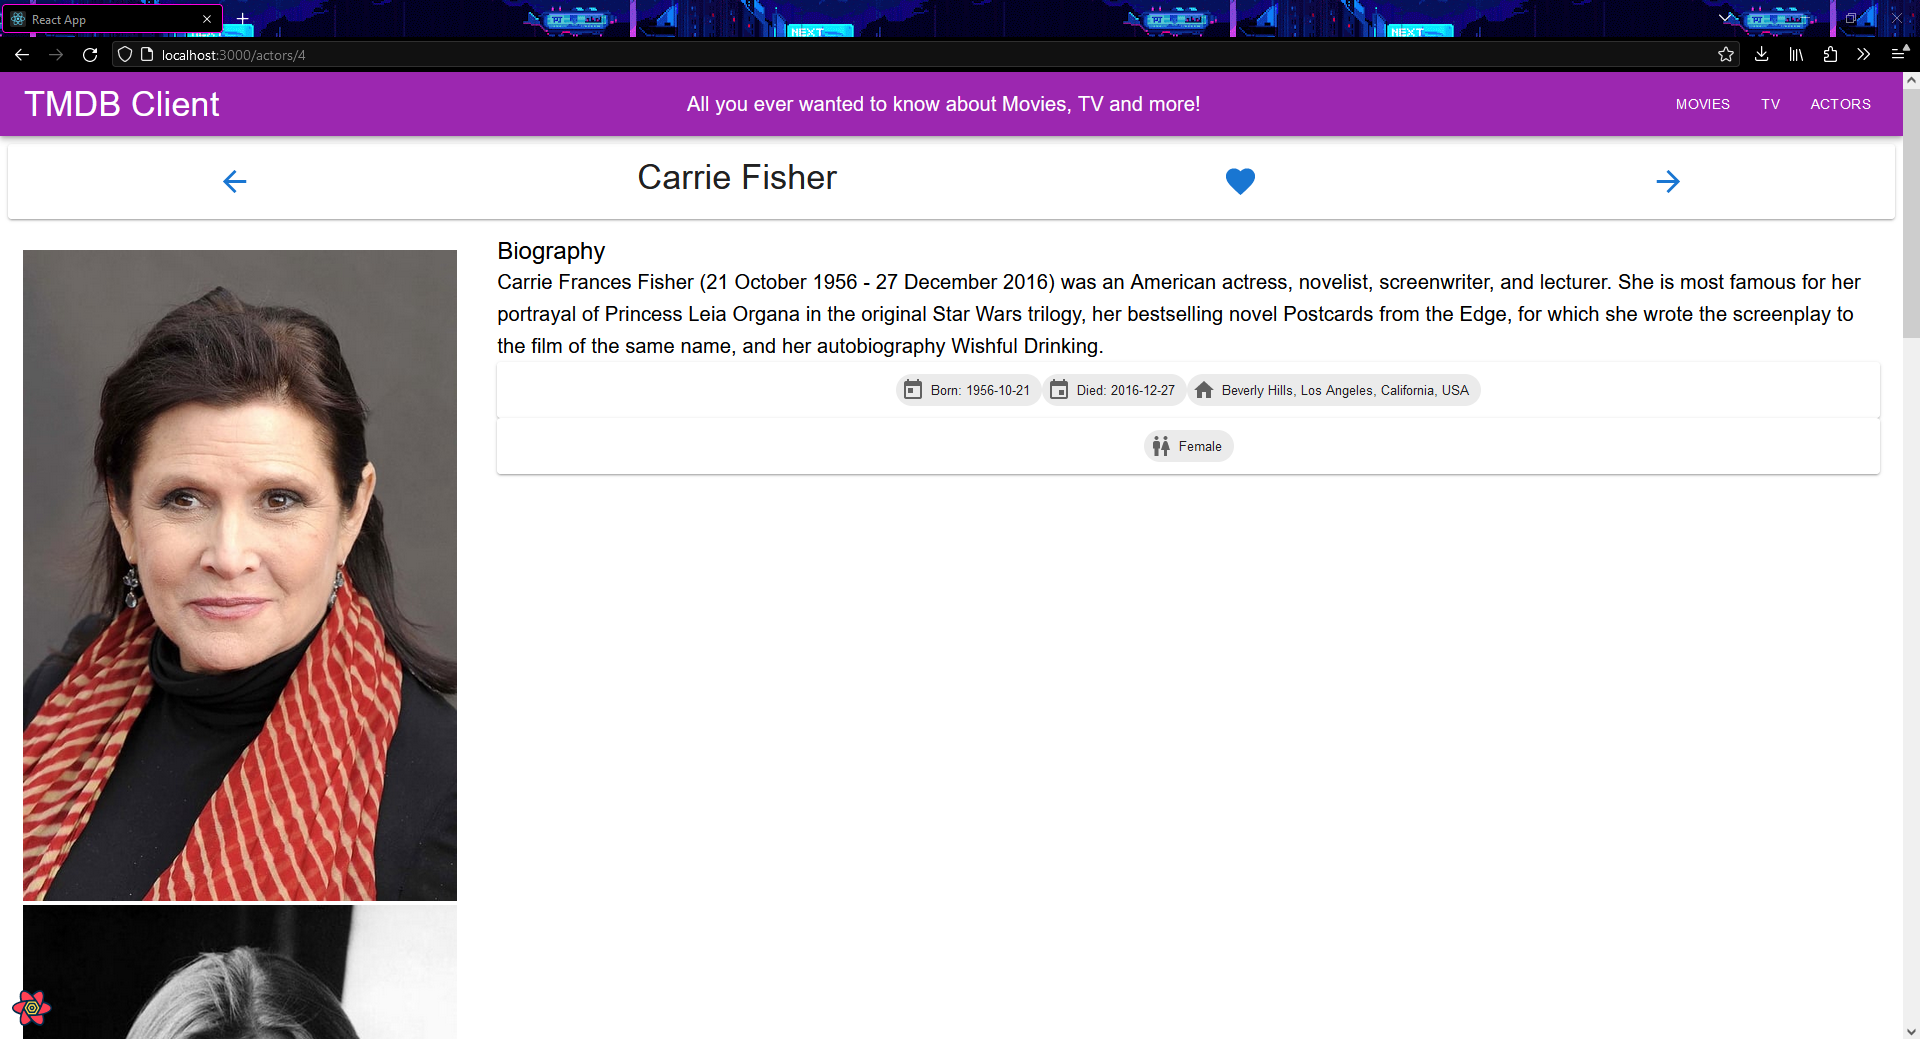 React App
NEXT
NEXT
localhost:3000/actors/4
TMDB Client
All you ever wanted to know about Movies, TV and more!
MOVIES
TV
ACTORS
Carrie Fisher
Biography
Carrie Frances Fisher (21 October 1956 - 27 December 2016) was an American actress, novelist, screenwriter, and lecturer. She is most famous for her
portrayal of Princess Leia Organa in the original Star Wars trilogy, her bestselling novel Postcards from the Edge, for which she wrote the screenplay to
the film of the same name, and her autobiography Wishful Drinking.
Born: 1956-10-21
Died: 2016-12-27
Beverly Hills, Los Angeles, California, USA
Female